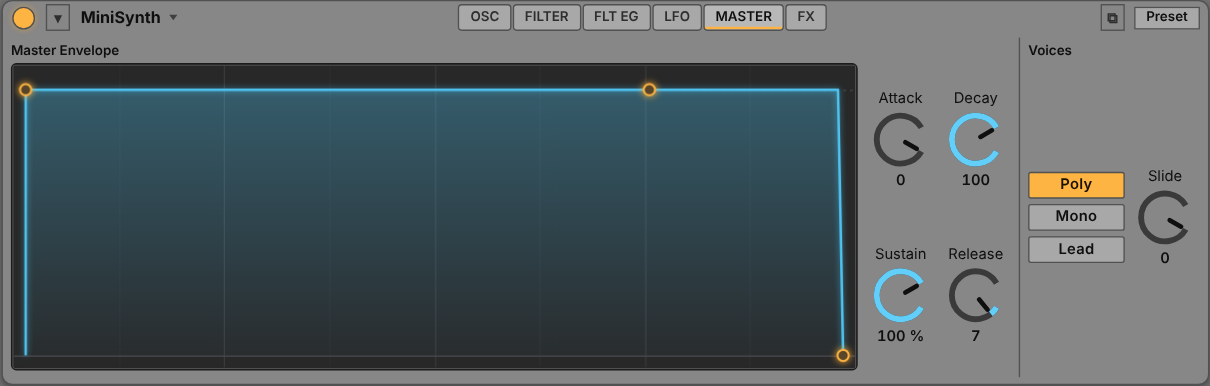 MiniSynth
OSC
FILTER
FLT EG
LFO
MASTER
FX
Preset
Master Envelope
Attack
Decay
0
100
Sustain
Release
100 %
7
Voices
Poly
Mono
Lead
Slide
0